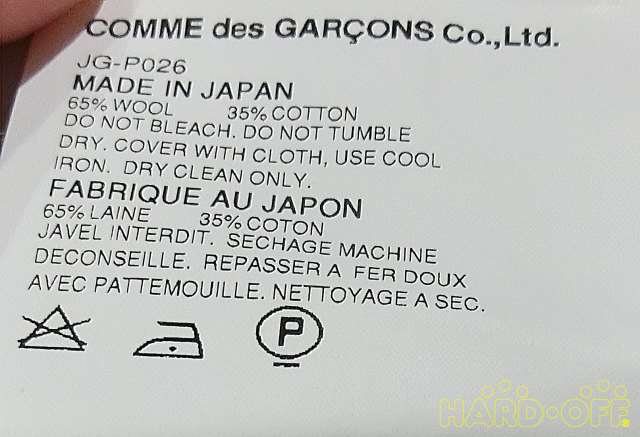 COMME des GARÇONS Co.,Ltd.
JG-P026
MADE IN JAPAN
65% WOOL 35% COTTON
DO NOT BLEACH. DO NOT TUMBLE
DRY. COVER WITH CLOTH, USE COOL
IRON. DRY CLEAN ONLY.
FABRIQUE AU JAPON
65% LAINE 35% COTON
JAVEL INTERDIT. SECHAGE MACHINE
DECONSEILLE. REPASSER A FER DOUX
AVEC PATTEMOUILLE. NETTOYAGE A SEC.
P
HARD-OFF